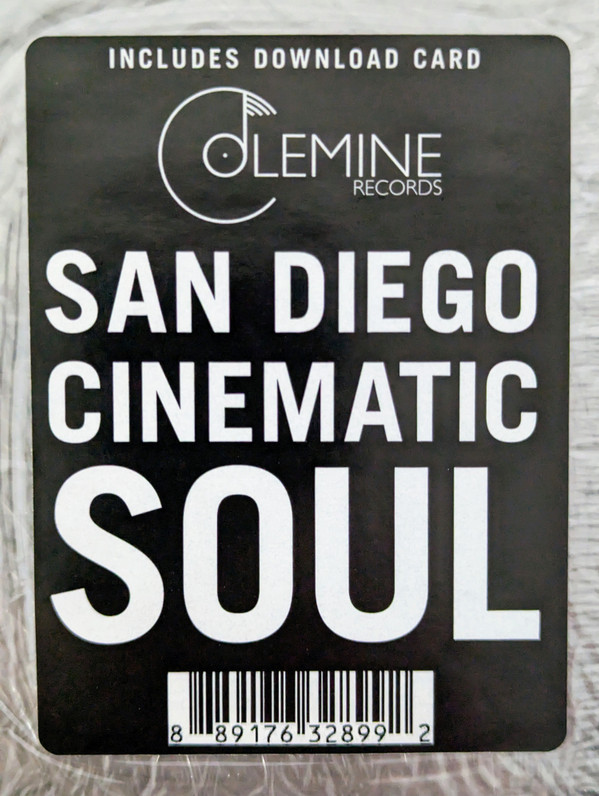 INCLUDES DOWNLOAD CARD
COLEMINE
RECORDS
SAN DIEGO
CINEMATIC
SOUL
8 89176 32899 2